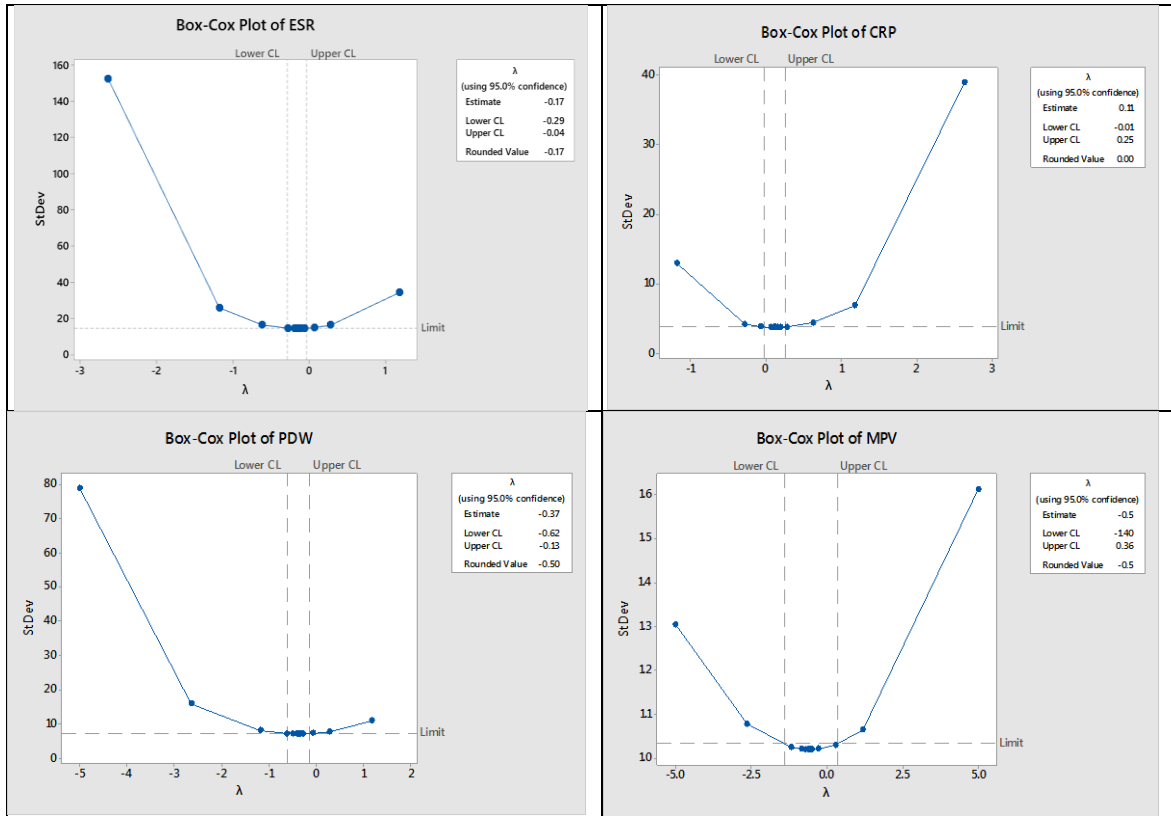 Box-Cox Plot of ESR
Lower CL Upper CL
160
140
120
100
80
60
40
20
0
StDev
-3 -2 -1 0 1
λ
Limit
λ
(using 95.0% confidence)
Estimate -0.17
Lower CL -0.29
Upper CL -0.04
Rounded Value -0.17
Box-Cox Plot of CRP
Lower CL Upper CL
40
30
20
10
0
StDev
-1 0 1 2 3
λ
Limit
λ
(using 95.0% confidence)
Estimate 0.11
Lower CL -0.01
Upper CL 0.25
Rounded Value 0.00
Box-Cox Plot of PDW
Lower CL Upper CL
80
70
60
50
40
30
20
10
0
StDev
-5 -4 -3 -2 -1 0 1 2
λ
Limit
λ
(using 95.0% confidence)
Estimate -0.37
Lower CL -0.62
Upper CL -0.13
Rounded Value -0.50
Box-Cox Plot of MPV
Lower CL Upper CL
16
15
14
13
12
11
10
StDev
-5.0 -2.5 0.0 2.5 5.0
λ
Limit
λ
(using 95.0% confidence)
Estimate -0.5
Lower CL -1.40
Upper CL 0.36
Rounded Value -0.5